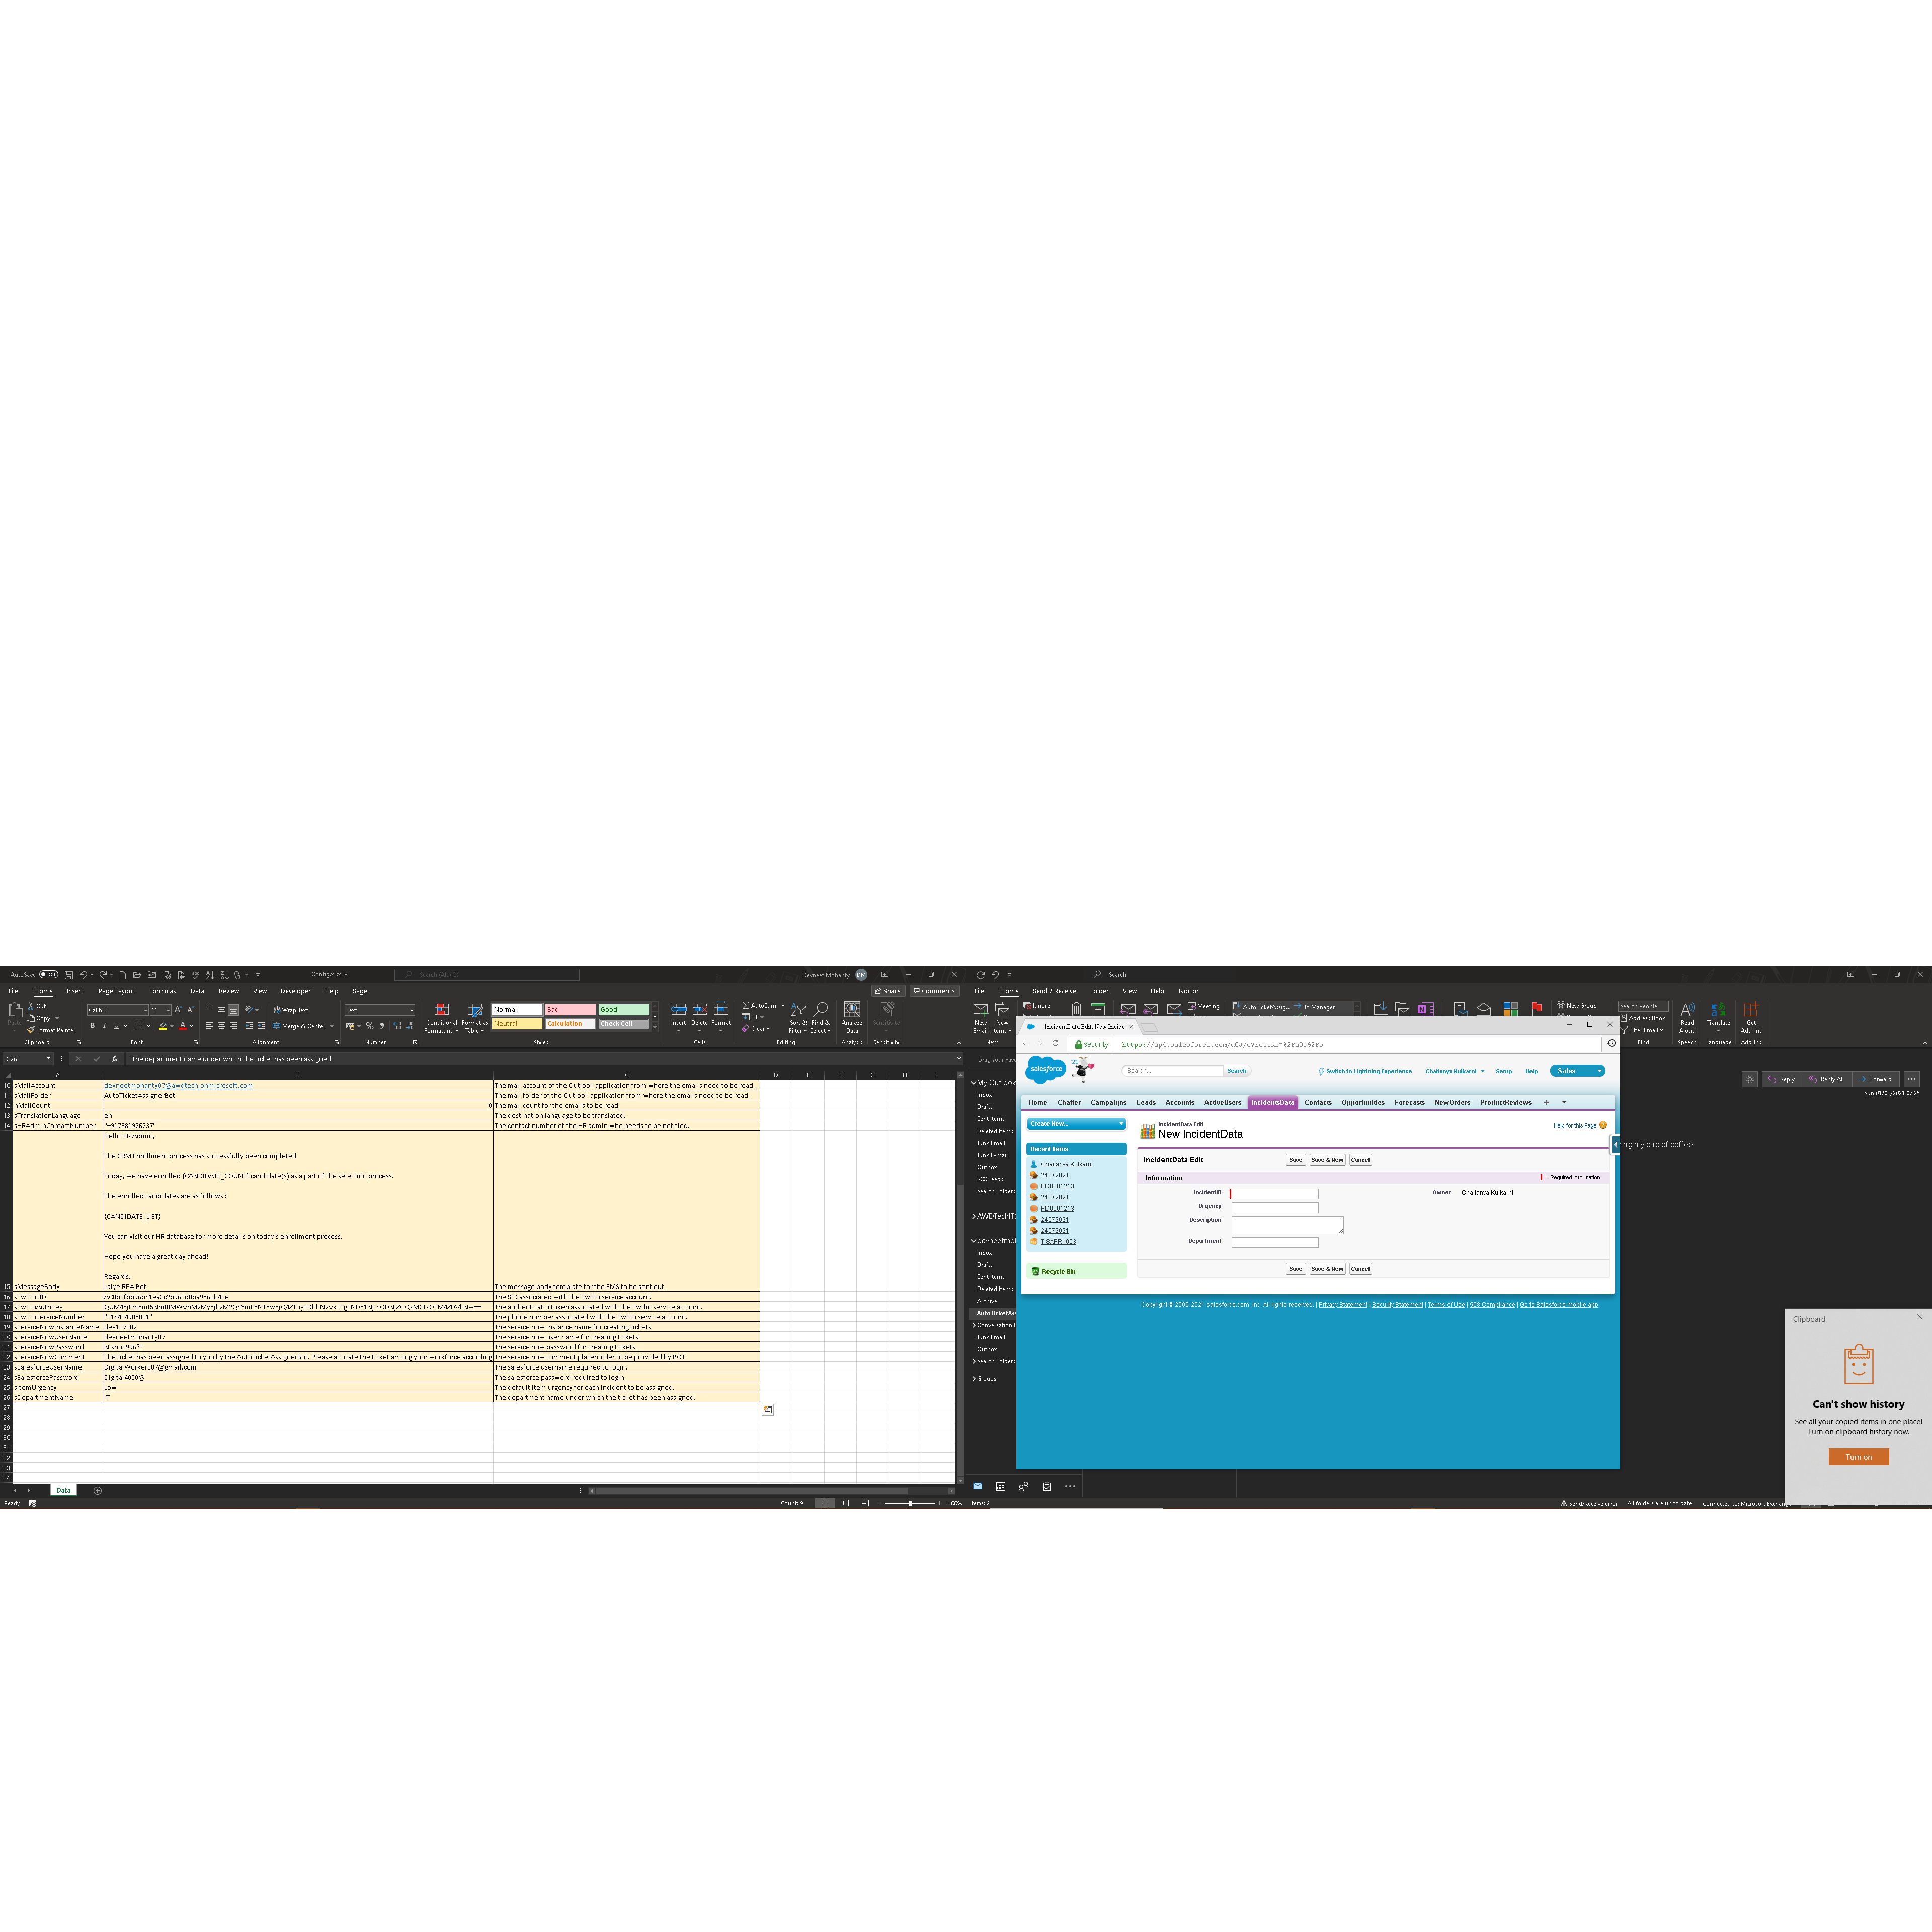 AutoSave Off
Config.xlsx
Search (Alt+Q)
Devneet Mohanty DM
File Home Insert Page Layout Formulas Data Review View Developer Help Sage
Share Comments
Paste
Cut
Copy
Format Painter
Calibri 11
Wrap Text
Merge & Center
Text
Conditional Formatting
Format as Table
Normal Bad Good
Neutral Calculation Check Cell
Insert Delete Format
AutoSum
Fill
Clear
Sort & Filter
Find & Select
Analyze Data
Sensitivity
Clipboard Font Alignment Number Styles Cells Editing Analysis Sensitivity
C26 fx The department name under which the ticket has been assigned.
A B C D E F G H I
10 sMailAccount devneetmohanty07@awdtech.onmicrosoft.com The mail account of the Outlook application from where the emails need to be read.
11 sMailFolder AutoTicketAssignerBot The mail folder of the Outlook application from where the emails need to be read.
12 nMailCount 0 The mail count for the emails to be read.
13 sTranslationLanguage en The destination language to be translated.
14 sHRAdminContactNumber "+917381926237" The contact number of the HR admin who needs to be notified.
Hello HR Admin,
The CRM Enrollment process has successfully been completed.
Today, we have enrolled {CANDIDATE_COUNT} candidate(s) as a part of the selection process.
The enrolled candidates are as follows :
{CANDIDATE_LIST}
You can visit our HR database for more details on today's enrollment process.
Hope you have a great day ahead!
Regards,
15 sMessageBody Laiye RPA Bot The message body template for the SMS to be sent out.
16 sTwilioSID The SID associated with the Twilio service account.
17 sTwilioAuthKey The authenticatio token associated with the Twilio service account.
18 sTwilioServiceNumber "+14434905031" The phone number associated with the Twilio service account.
19 sServiceNowInstanceName dev107082 The service now instance name for creating tickets.
20 sServiceNowUserName devneetmohanty07 The service now user name for creating tickets.
21 sServiceNowPassword Nishu1996?! The service now password for creating tickets.
22 sServiceNowComment The ticket has been assigned to you by the AutoTicketAssignerBot. Please allocate the ticket among your workforce according The service now comment placeholder to be provided by BOT.
23 sSalesforceUserName DigitalWorker007@gmail.com The salesforce username required to login.
24 sSalesforcePassword Digital4000@ The salesforce password required to login.
25 sItemUrgency Low The default item urgency for each incident to be assigned.
26 sDepartmentName IT The department name under which the ticket has been assigned.
27
28
29
30
31
32
33
34
Data
Ready
Count: 9
100%
Search
File Home Send / Receive Folder View Help Norton
New Email
New Items
New
Ignore
Meeting
AutoTicketAssig...
To Manager
New Group
Search People
Address Book
Filter Email
Find
Read Aloud
Speech
Translate
Language
Get Add-ins
Add-ins
Drag Your Favo
My Outlook
Inbox
Drafts
Sent Items
Deleted Items
Junk Email
Junk E-mail
Outbox
RSS Feeds
Search Folders
AWDTechITS
devneetmoh
Inbox
Drafts
Sent Items
Deleted Items
Archive
AutoTicketAss
Conversation H
Junk Email
Outbox
Search Folders
Groups
Reply Reply All Forward
Sun 01/08/2021 07:25
ing my cup of coffee.
IncidentData Edit: New Incide:
security
https://ap4.salesforce.com/a0J/e?retURL=%2Fa0J%2Fo
salesforce
'21
Search... Search
Switch to Lightning Experience Chaitanya Kulkarni Setup Help Sales
Home Chatter Campaigns Leads Accounts ActiveUsers IncidentsData Contacts Opportunities Forecasts NewOrders ProductReviews +
Create New...
Recent Items
Chaitanya Kulkarni
24072021
PD0001213
24072021
PD0001213
24072021
24072021
T-SAPR1003
Recycle Bin
IncidentData Edit
New IncidentData
Help for this Page
IncidentData Edit Save Save & New Cancel
Information = Required Information
IncidentID Owner Chaitanya Kulkarni
Urgency
Description
Department
Save Save & New Cancel
Copyright © 2000-2021 salesforce.com, inc. All rights reserved. | Privacy Statement | Security Statement | Terms of Use | 508 Compliance | Go to Salesforce mobile app
Clipboard
Can't show history
See all your copied items in one place!
Turn on clipboard history now.
Turn on
Items: 2
Send/Receive error
All folders are up to date.
Connected to: Microsoft Exchang